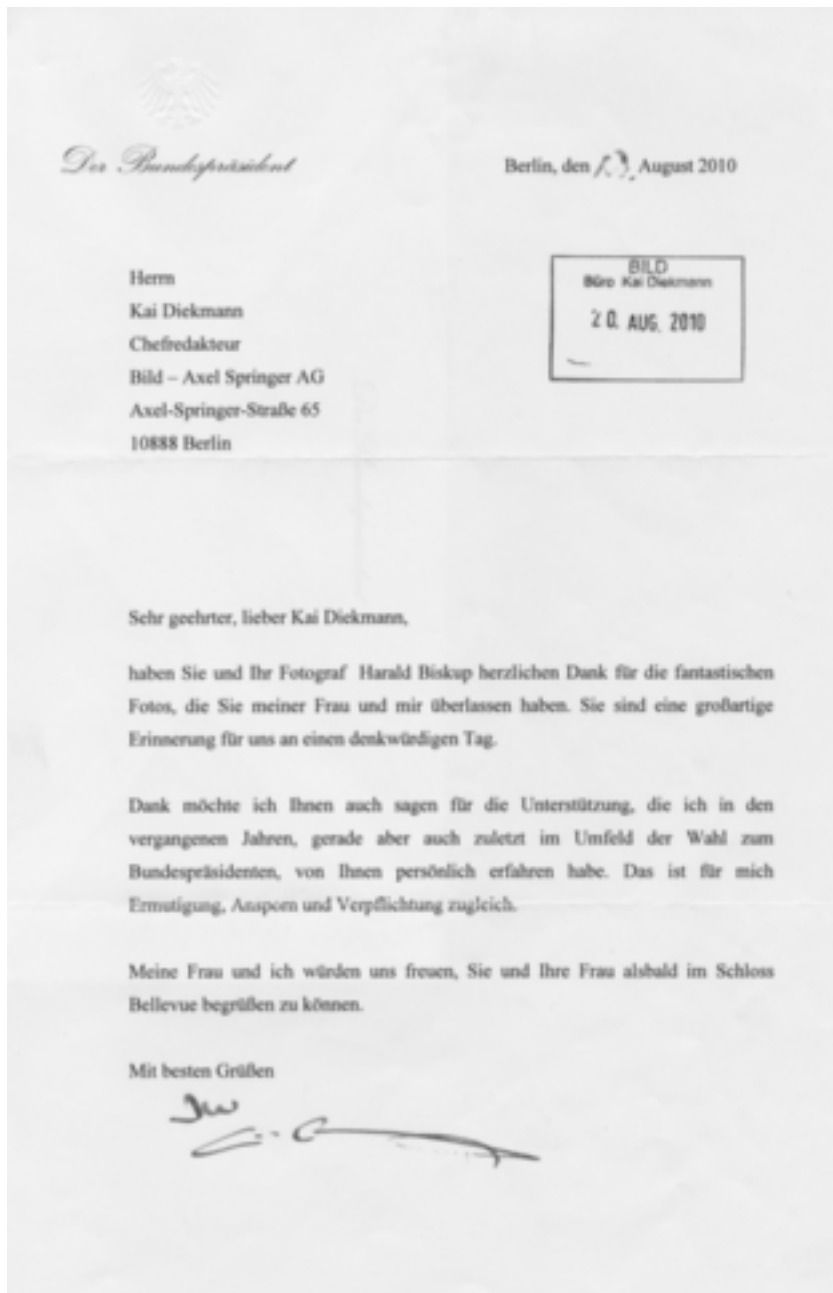 Der Bundespräsident
Berlin, den 13. August 2010
Herrn
Kai Diekmann
Chefredakteur
Bild – Axel Springer AG
Axel-Springer-Straße 65
10888 Berlin
BILD
Büro Kai Diekmann
20. AUG. 2010
Sehr geehrter, lieber Kai Diekmann,
haben Sie und Ihr Fotograf Harald Biskup herzlichen Dank für die fantastischen
Fotos, die Sie meiner Frau und mir überlassen haben. Sie sind eine großartige
Erinnerung für uns an einen denkwürdigen Tag.
Dank möchte ich Ihnen auch sagen für die Unterstützung, die ich in den
vergangenen Jahren, gerade aber auch zuletzt im Umfeld der Wahl zum
Bundespräsidenten, von Ihnen persönlich erfahren habe. Das ist für mich
Ermutigung, Ansporn und Verpflichtung zugleich.
Meine Frau und ich würden uns freuen, Sie und Ihre Frau alsbald im Schloss
Bellevue begrüßen zu können.
Mit besten Grüßen
Ihr